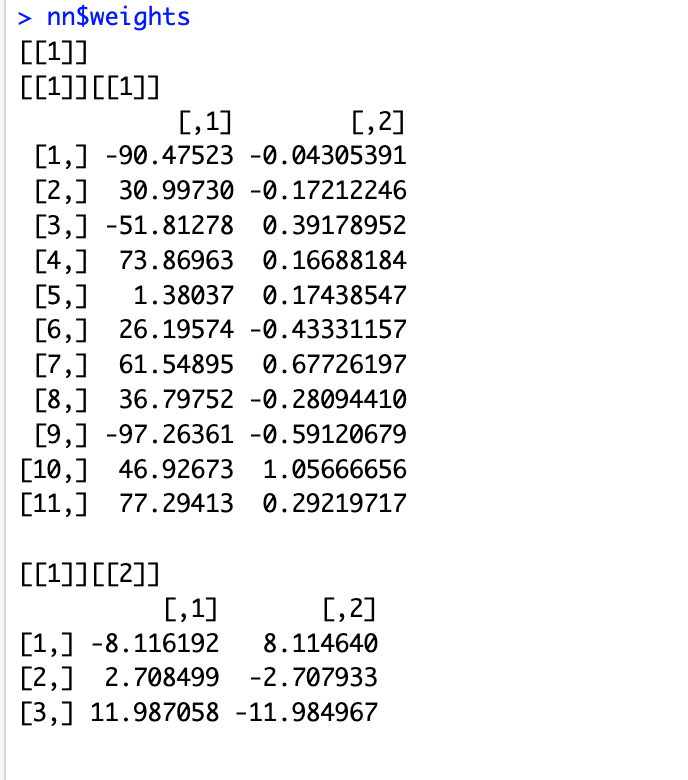 > nn$weights
[[1]]
[[1]][[1]]
[,1] [,2]
[1,] -90.47523 -0.04305391
[2,] 30.99730 -0.17212246
[3,] -51.81278 0.39178952
[4,] 73.86963 0.16688184
[5,] 1.38037 0.17438547
[6,] 26.19574 -0.43331157
[7,] 61.54895 0.67726197
[8,] 36.79752 -0.28094410
[9,] -97.26361 -0.59120679
[10,] 46.92673 1.05666656
[11,] 77.29413 0.29219717
[[1]][[2]]
[,1] [,2]
[1,] -8.116192 8.114640
[2,] 2.708499 -2.707933
[3,] 11.987058 -11.984967